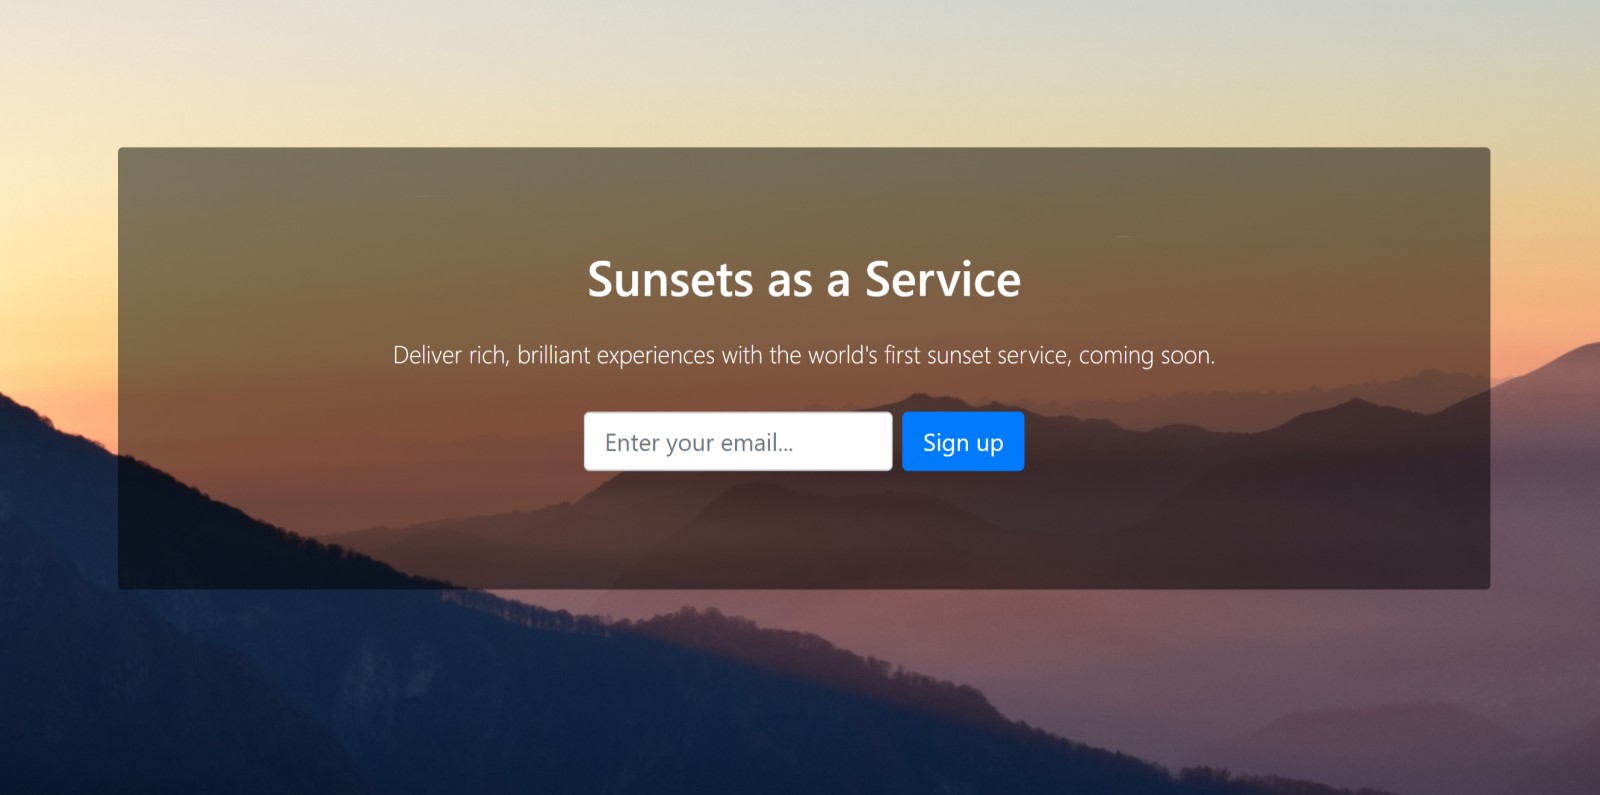 Sunsets as a Service
Deliver rich, brilliant experiences with the world's first sunset service, coming soon.
Enter your email...
Sign up